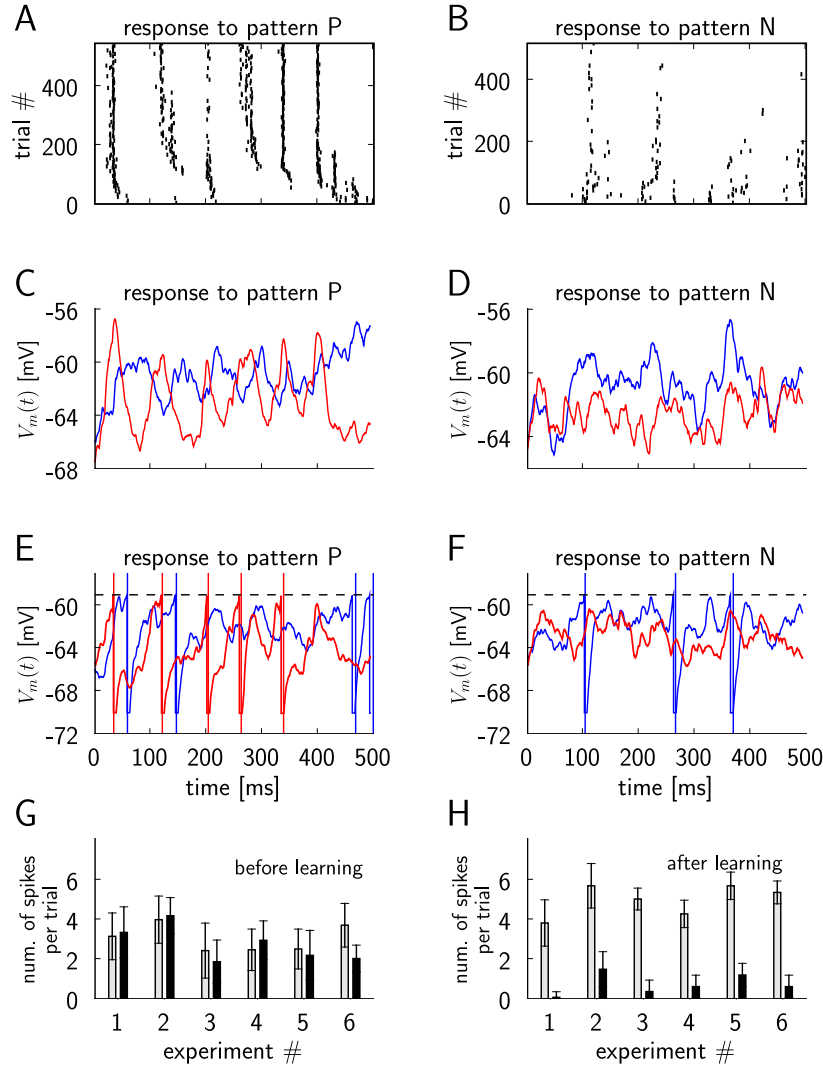 A
response to pattern P
B
response to pattern N
trial #
400
200
0
trial #
400
200
0
C
response to pattern P
D
response to pattern N
V_m(t) [mV]
-56
-60
-64
-68
V_m(t) [mV]
-56
-60
-64
E
response to pattern P
F
response to pattern N
V_m(t) [mV]
-60
-64
-68
-72
0 100 200 300 400 500
time [ms]
V_m(t) [mV]
-60
-64
-68
-72
0 100 200 300 400 500
time [ms]
G
before learning
num. of spikes
per trial
6
4
2
0
1 2 3 4 5 6
experiment #
H
after learning
num. of spikes
per trial
6
4
2
0
1 2 3 4 5 6
experiment #